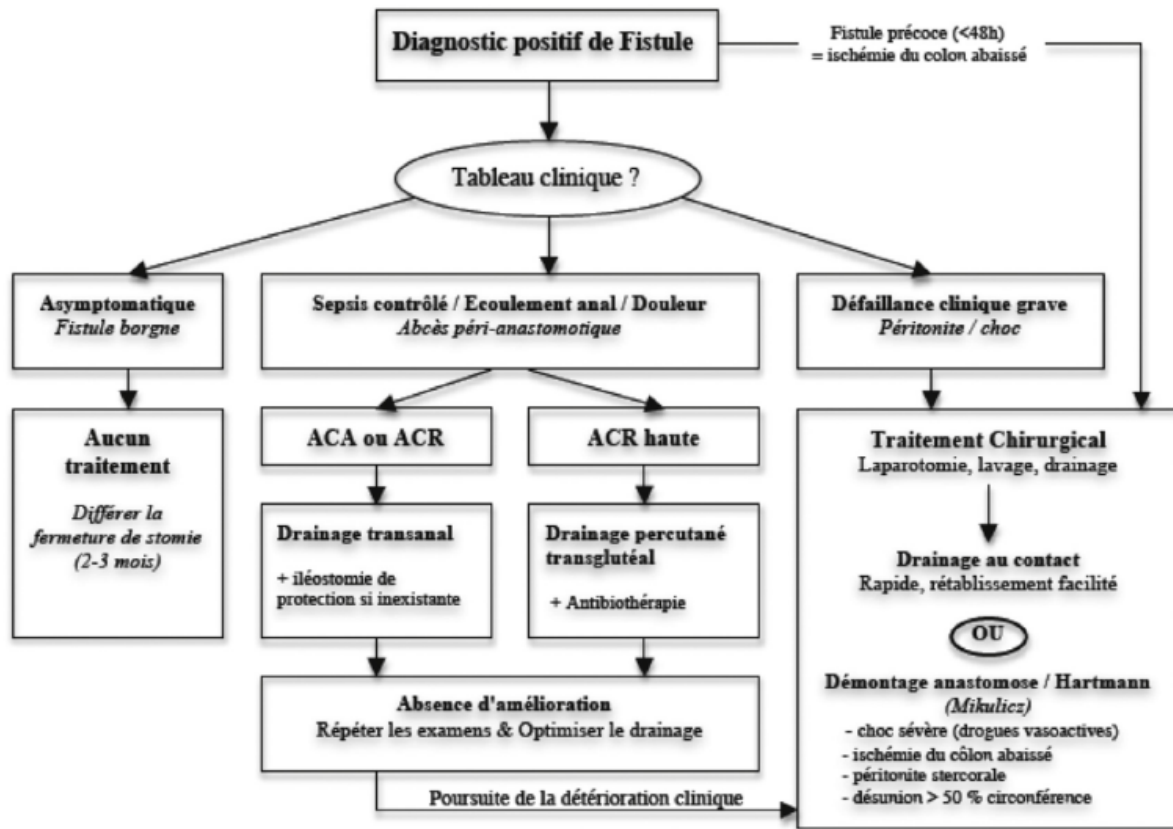 Diagnostic positif de Fistule
Fistule précoce (<48h)
= ischémie du colon abaissé
Tableau clinique ?
Asymptomatique
Fistule borgne
Sepsis contrôlé / Ecoulement anal / Douleur
Abcès péri-anastomotique
Défaillance clinique grave
Péritonite / choc
Aucun
traitement
Différer la
fermeture de stomie
(2-3 mois)
ACA ou ACR
ACR haute
Drainage transanal
+ iléostomie de
protection si inexistante
Drainage percutané
transglutéal
+ Antibiothérapie
Absence d'amélioration
Répéter les examens & Optimiser le drainage
Poursuite de la détérioration clinique
Traitement Chirurgical
Laparotomie, lavage, drainage
Drainage au contact
Rapide, rétablissement facilité
OU
Démontage anastomose / Hartmann
(Mikulicz)
- choc sévère (drogues vasoactives)
- ischémie du côlon abaissé
- péritonite stercorale
- désunion > 50 % circonférence